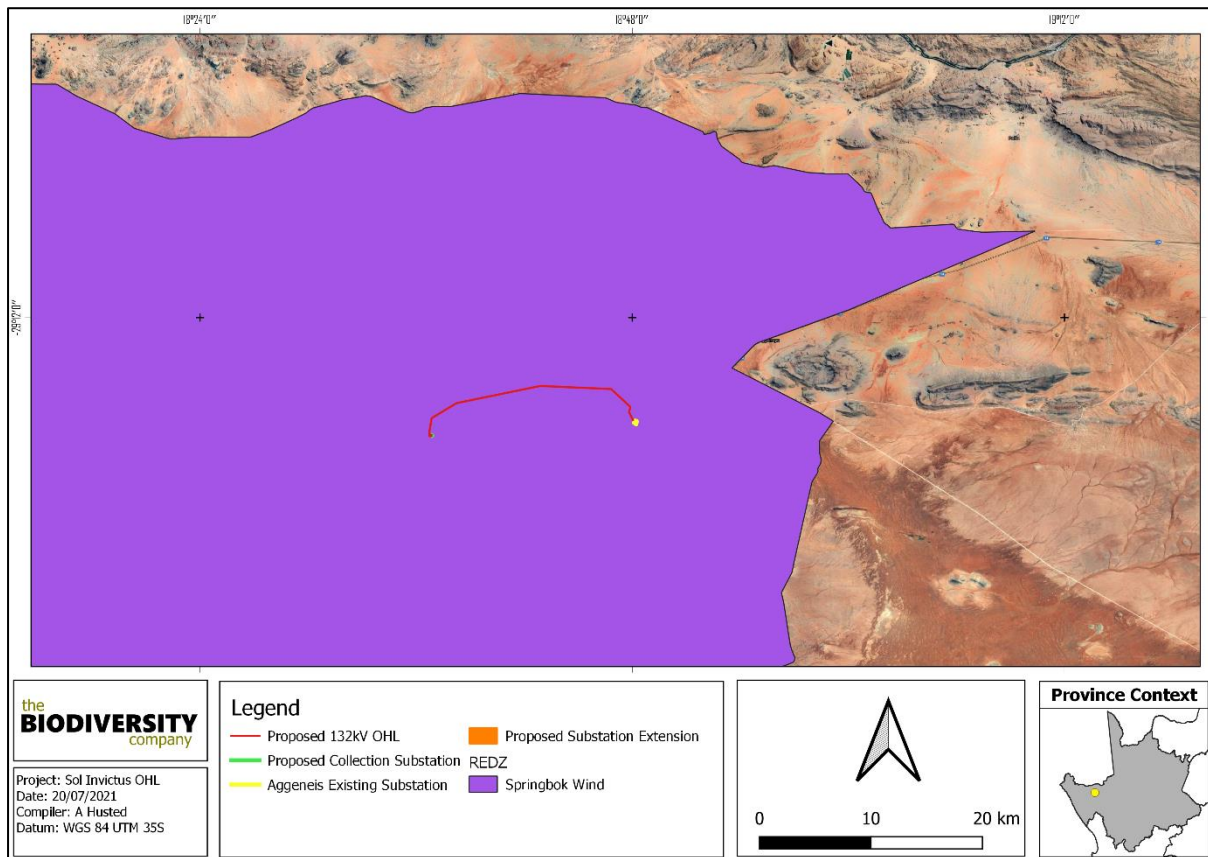 18°24'0" 18°48'0" 19°12'0"
-29°12'0"
the
BIODIVERSITY
company
Project: Sol Invictus OHL
Date: 20/07/2021
Compiler: A Husted
Datum: WGS 84 UTM 35S
Legend
Proposed 132kV OHL
Proposed Collection Substation
Aggeneis Existing Substation
Proposed Substation Extension
REDZ
Springbok Wind
0 10 20 km
Province Context